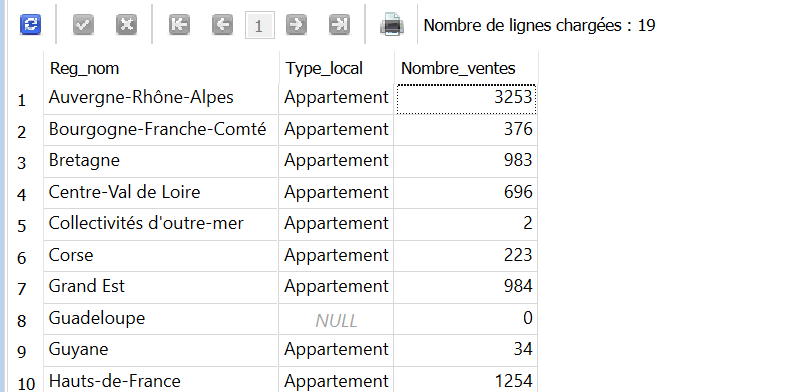 1 Nombre de lignes chargées : 19
Reg_nom Type_local Nombre_ventes
1 Auvergne-Rhône-Alpes Appartement 3253
2 Bourgogne-Franche-Comté Appartement 376
3 Bretagne Appartement 983
4 Centre-Val de Loire Appartement 696
5 Collectivités d'outre-mer Appartement 2
6 Corse Appartement 223
7 Grand Est Appartement 984
8 Guadeloupe NULL 0
9 Guyane Appartement 34
10 Hauts-de-France Appartement 1254